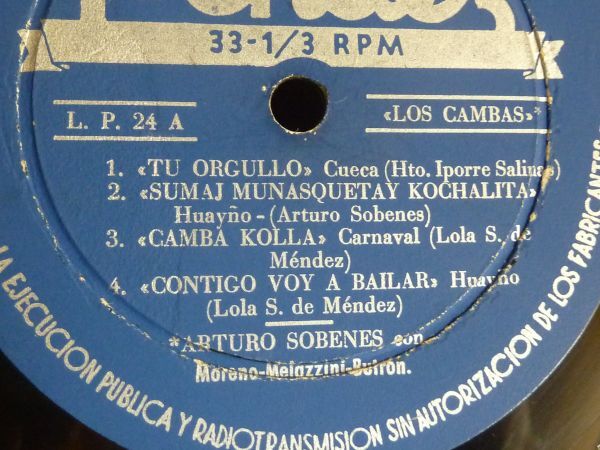 33-1/3 RPM
L. P. 24 A
«LOS CAMBAS»*
1. «TU ORGULLO» Cueca (Hto. Iporre Salinas)
2. «SUMAJ MUNASQUETAY KOCHALITA»
Huayño - (Arturo Sobenes)
3. «CAMBA KOLLA» Carnaval (Lola S. de
Méndez)
4. «CONTIGO VOY A BAILAR» Huayño
(Lola S. de Méndez)
*ARTURO SOBENES con
Moreno-Melazzini-Butrón.
LA EJECUCION PUBLICA Y RADIOTRANSMISION SIN AUTORIZACION DE LOS FABRICANTES